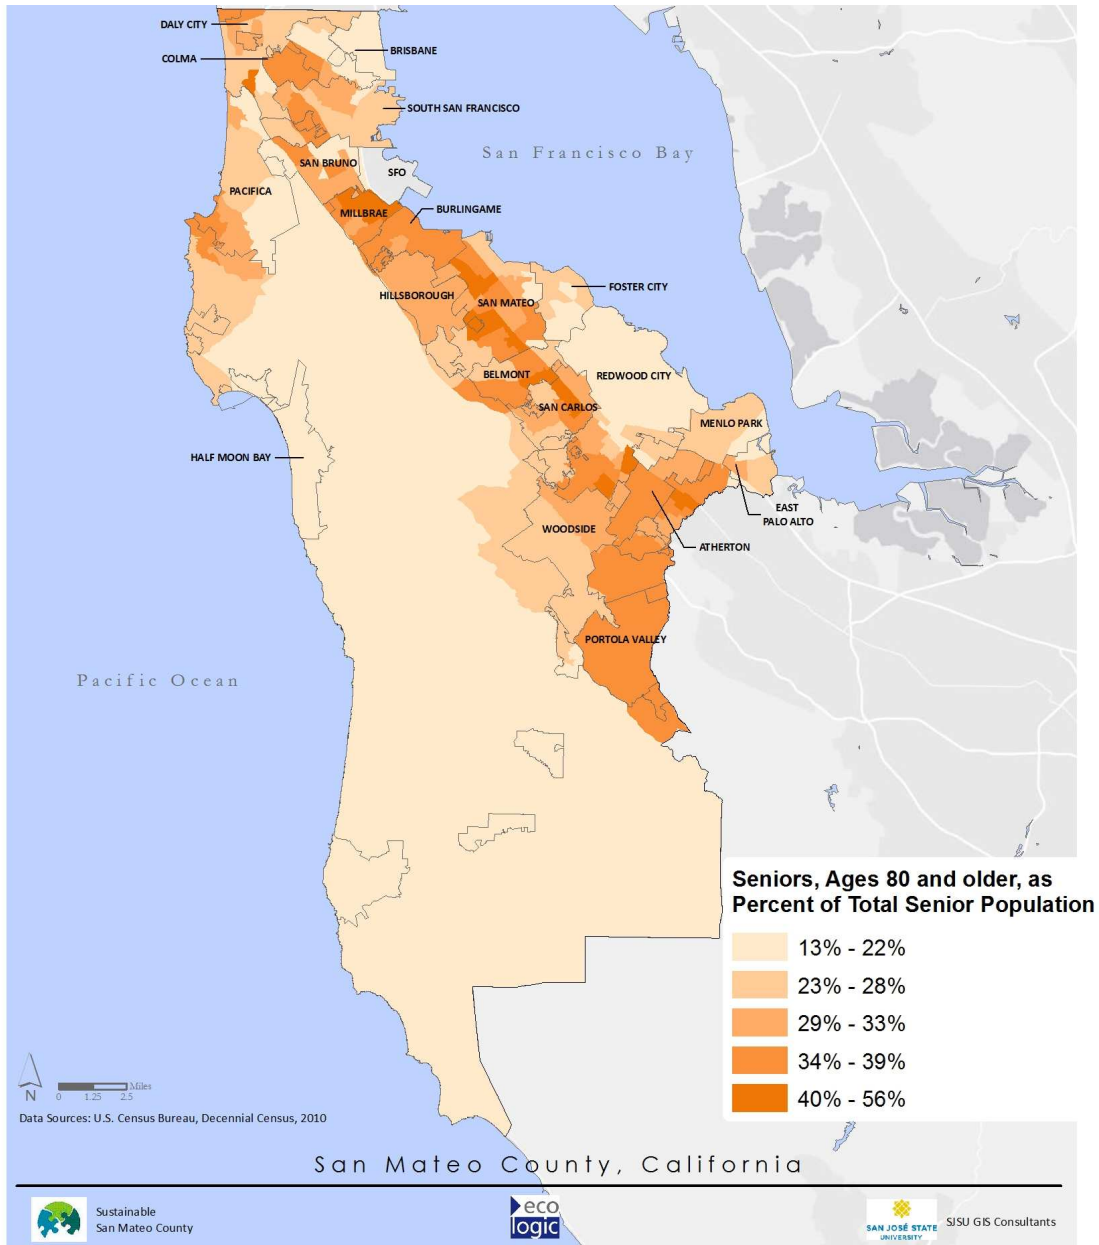 DALY CITY
BRISBANE
COLMA
SOUTH SAN FRANCISCO
San Francisco Bay
SAN BRUNO
SFO
PACIFICA
MILLBRAE
BURLINGAME
FOSTER CITY
HILLSBOROUGH
SAN MATEO
BELMONT
REDWOOD CITY
SAN CARLOS
MENLO PARK
HALF MOON BAY
EAST
PALO ALTO
WOODSIDE
ATHERTON
PORTOLA VALLEY
Pacific Ocean
Seniors, Ages 80 and older, as
Percent of Total Senior Population
13% - 22%
23% - 28%
29% - 33%
34% - 39%
40% - 56%
N
Miles
0 1.25 2.5
Data Sources: U.S. Census Bureau, Decennial Census, 2010
San Mateo County, California
Sustainable
San Mateo County
eco
logic
SAN JOSÉ STATE
UNIVERSITY
SJSU GIS Consultants